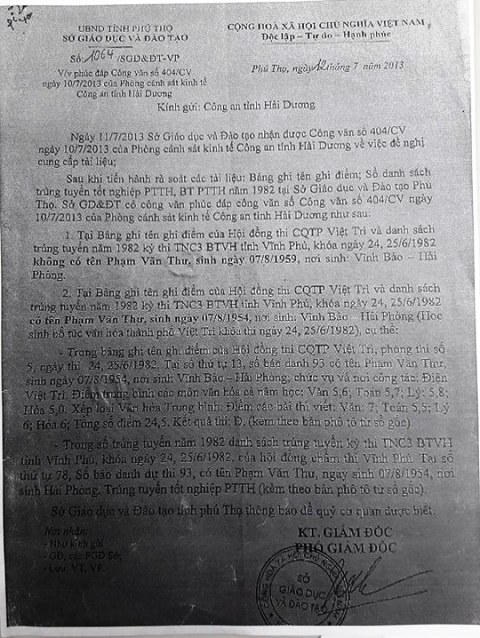 UBND TỈNH PHÚ THỌ
SỞ GIÁO DỤC VÀ ĐÀO TẠO
CỘNG HOÀ XÃ HỘI CHỦ NGHĨA VIỆT NAM
Độc lập - Tự do - Hạnh phúc
Số: 1064/SGD&ĐT-VP
V/v phúc đáp Công văn số 404/CV
ngày 10/7/2013 của Phòng cảnh sát kinh tế
Công an tỉnh Hải Dương
Phú Thọ, ngày 12 tháng 7 năm 2013
Kính gửi: Công an tỉnh Hải Dương
Ngày 11/7/2013 Sở Giáo dục và Đào tạo nhận được Công văn số 404/CV
ngày 10/7/2013 của Phòng cảnh sát kinh tế Công an tỉnh Hải Dương về việc đề nghị
cung cấp tài liệu;
Sau khi tiến hành rà soát các tài liệu: Bảng ghi tên ghi điểm; Sổ danh sách
trúng tuyển tốt nghiệp PTTH, BT PTTH năm 1982 tại Sở Giáo dục và Đào tạo Phú
Thọ. Sở GD&ĐT có công văn phúc đáp công văn số Công văn số 404/CV ngày
10/7/2013 của Phòng cảnh sát kinh tế Công an tỉnh Hải Dương như sau:
1. Tại Bảng ghi tên ghi điểm của Hội đồng thi CQTP Việt Trì và danh sách
trúng tuyển năm 1982 kỳ thi TNC3 BTVH tỉnh Vĩnh Phú, khóa ngày 24, 25/6/1982
không có tên Phạm Văn Thư, sinh ngày 07/8/1959, nơi sinh: Vĩnh Bảo – Hải
Phòng.
2. Tại Bảng ghi tên ghi điểm của Hội đồng thi CQTP Việt Trì và danh sách
trúng tuyển năm 1982 kỳ thi TNC3 BTVH tỉnh Vĩnh Phú, khóa ngày 24, 25/6/1982
có tên Phạm Văn Thư, sinh ngày 07/8/1954, nơi sinh: Vĩnh Bảo – Hải Phòng (Học
sinh bổ túc văn hóa thành phố Việt Trì khóa thi ngày 24, 25/6/1982), cụ thể:
- Trong bảng ghi tên ghi điểm của Hội đồng thi CQTP Việt Trì, phòng thi số
5, ngày thi 24, 25/6/1982. Tại số thứ tự 13, số báo danh 93 có tên Phạm Văn Thư,
sinh ngày 07/8/1954, nơi sinh: Vĩnh Bảo – Hải Phòng; chức vụ và nơi công tác: Điện
Việt Trì. Điểm trung bình các môn văn hóa cả năm học: Văn 5,6; Toán 5,7; Lý: 5,8;
Hóa 5,0. Xếp loại Văn hóa Trung bình. Điểm các bài thi viết: Văn: 7; Toán 5,5; Lý
6; Hóa 6; Tổng số điểm 24,5. Kết quả thi: Đ. (kèm theo bản phô tô từ sổ gốc)
- Trong sổ trúng tuyển năm 1982 danh sách trúng tuyển kỳ thi TNC3 BTVH
tỉnh Vĩnh Phú, khóa ngày 24, 25/6/1982. của hội đồng chấm thi Vĩnh Phú. Tại số
thứ tự 78, Số báo danh dự thi 93, có tên Phạm Văn Thư, sinh ngày 07/8/1954, nơi
sinh Hải Phòng. Trúng tuyển tốt nghiệp PTTH (kèm theo bản phô tô từ sổ gốc).
Sở Giáo dục và Đào tạo tỉnh phú Thọ thông báo để quý cơ quan được biết.
Nơi nhận:
- Như kính gửi
- GĐ, các PGĐ Sở;
- Lưu: VT, VP.
KT. GIÁM ĐỐC
PHÓ GIÁM ĐỐC
SỞ
GIÁO DỤC
VÀ ĐÀO TẠO